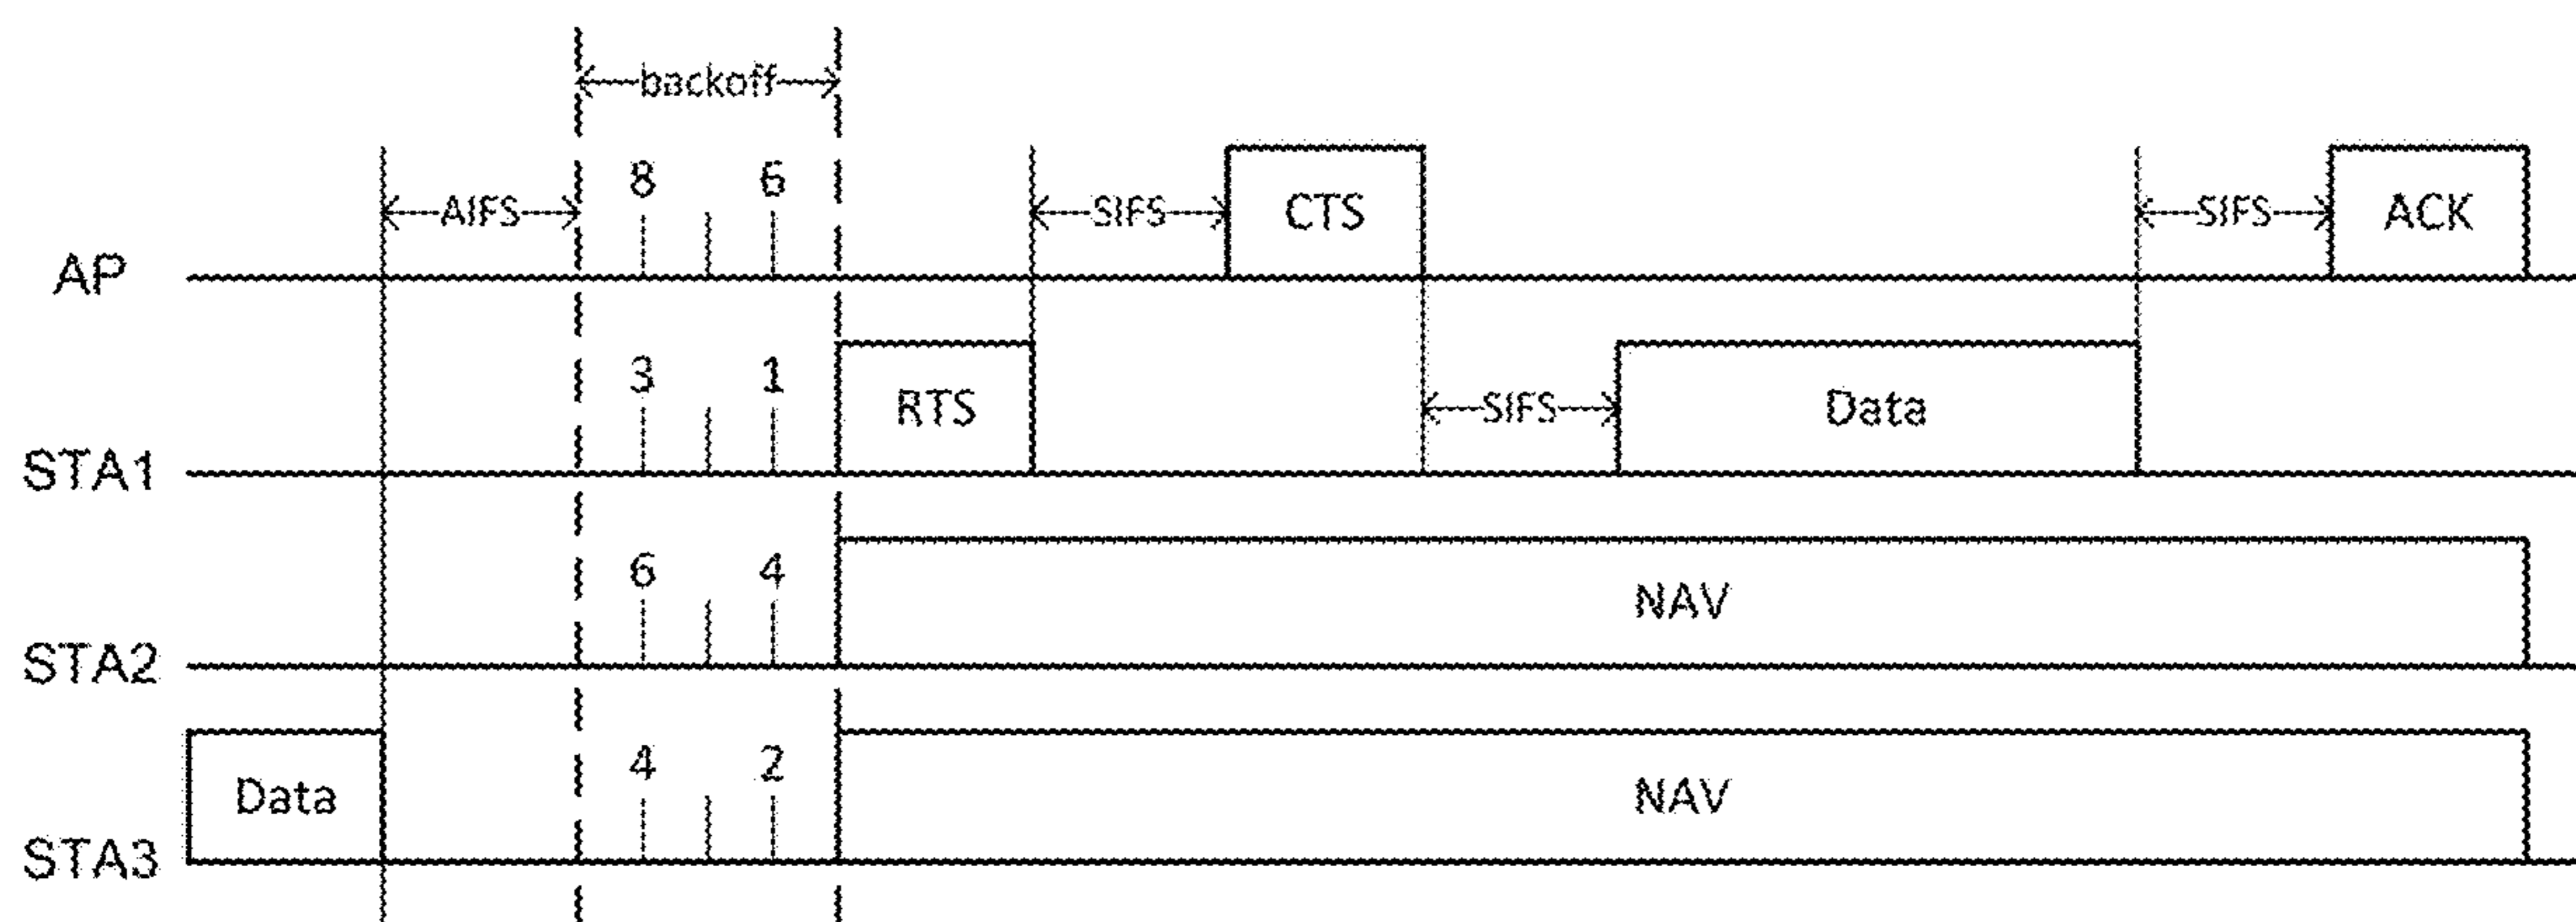 backoff
8 6
AIFS SIFS CTS SIFS ACK
AP
3 1
RTS SIFS Data
STA1
6 4
NAV
STA2
4 2
Data NAV
STA3